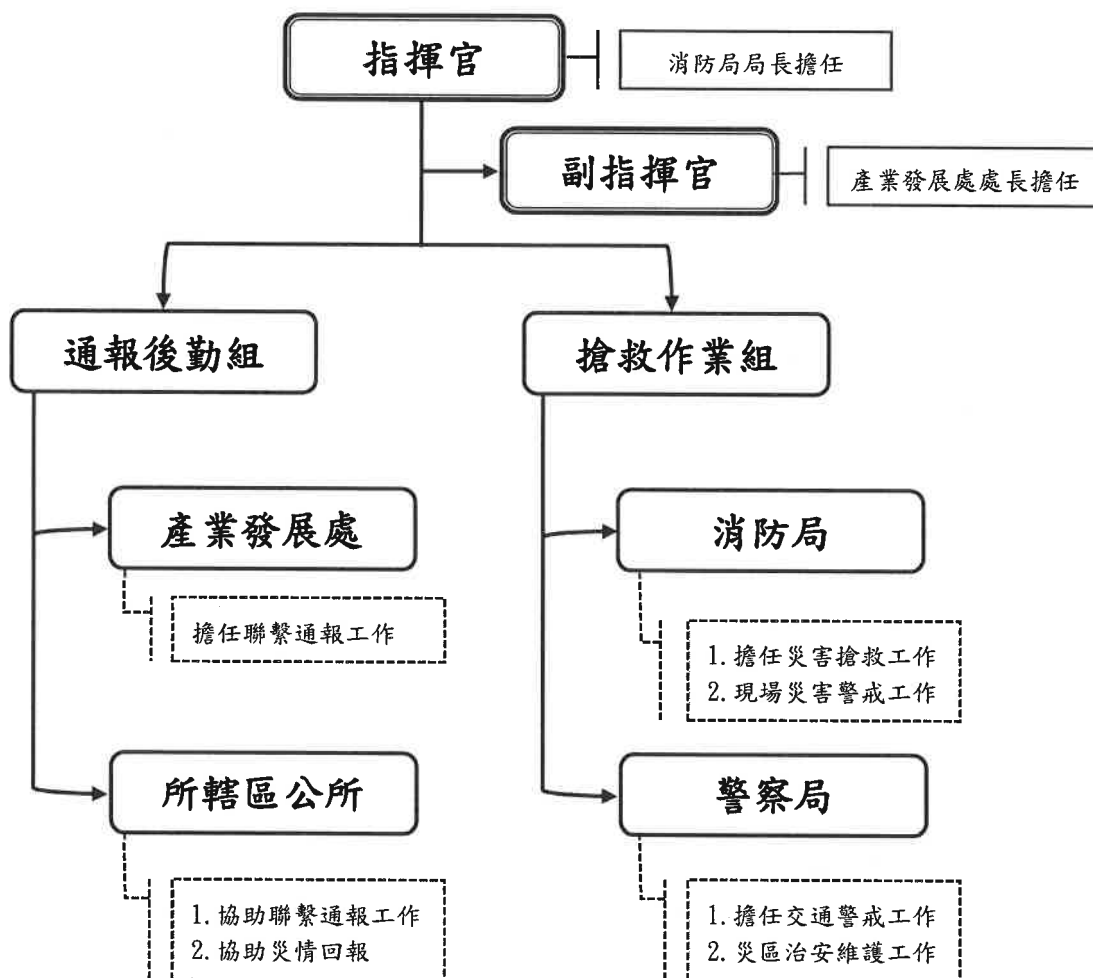 指揮官
消防局局長擔任
副指揮官
產業發展處處長擔任
通報後勤組
搶救作業組
產業發展處
擔任聯繫通報工作
消防局
1. 擔任災害搶救工作
2. 現場災害警戒工作
所轄區公所
1. 協助聯繫通報工作
2. 協助災情回報
警察局
1. 擔任交通警戒工作
2. 災區治安維護工作